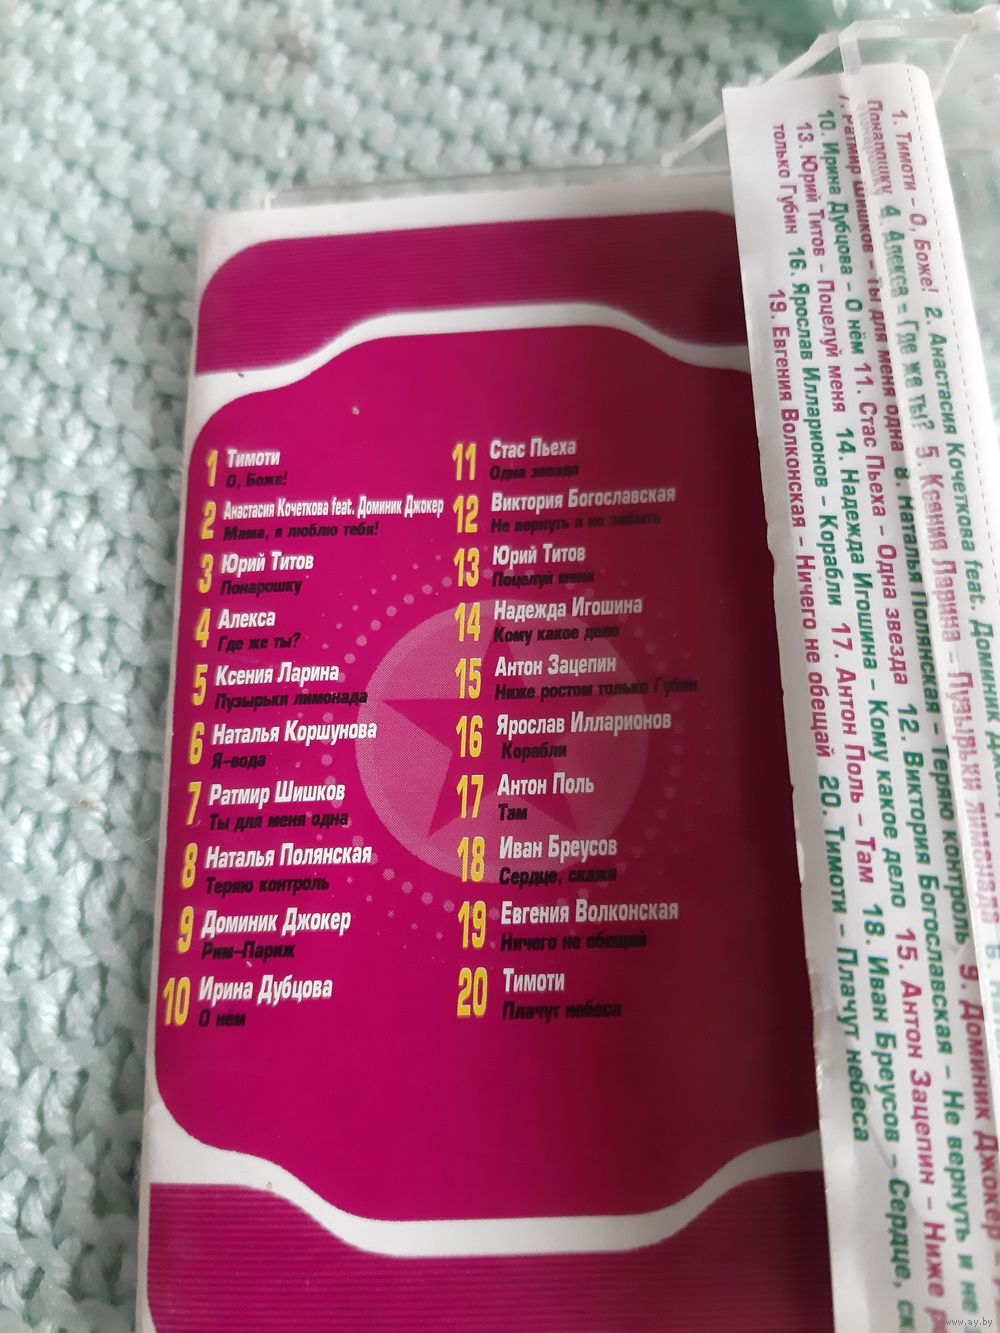 1 Тимоти
О, Боже!
2 Анастасия Кочеткова feat. Доминик Джокер
Мама, я люблю тебя!
3 Юрий Титов
Понарошку
4 Алекса
Где же ты?
5 Ксения Ларина
Пузырьки лимонада
6 Наталья Коршунова
Я-вода
7 Ратмир Шишков
Ты для меня одна
8 Наталья Полянская
Теряю контроль
9 Доминик Джокер
Рим-Париж
10 Ирина Дубцова
О нём
11 Стас Пьеха
Одна звезда
12 Виктория Богославская
Не вернуть и не забыть
13 Юрий Титов
Поцелуй меня
14 Надежда Игошина
Кому какое дело
15 Антон Зацепин
Ниже ростом только Губин
16 Ярослав Илларионов
Корабли
17 Антон Поль
Там
18 Иван Бреусов
Сердце, скажи
19 Евгения Волконская
Ничего не обещай
20 Тимоти
Плачут небеса
1. Тимоти – О, Боже! 2. Анастасия Кочеткова feat. Доминик
Понарошку 4. Алекса – Где же ты? 5. Ксения Ларина – Пузырьки лимонада 6.
7. Ратмир Шишков – Ты для меня одна 8. Наталья Полянская – Теряю контроль 9. Доминик Джокер –
10. Ирина Дубцова – О нём 11. Стас Пьеха – Одна звезда 12. Виктория Богославская – Не вернуть и не
13. Юрий Титов – Поцелуй меня 14. Надежда Игошина – Кому какое дело 15. Антон Зацепин – Ниже
только Губин 16. Ярослав Илларионов – Корабли 17. Антон Поль – Там 18. Иван Бреусов – Сердце,
19. Евгения Волконская – Ничего не обещай 20. Тимоти – Плачут небеса
www.ay.by